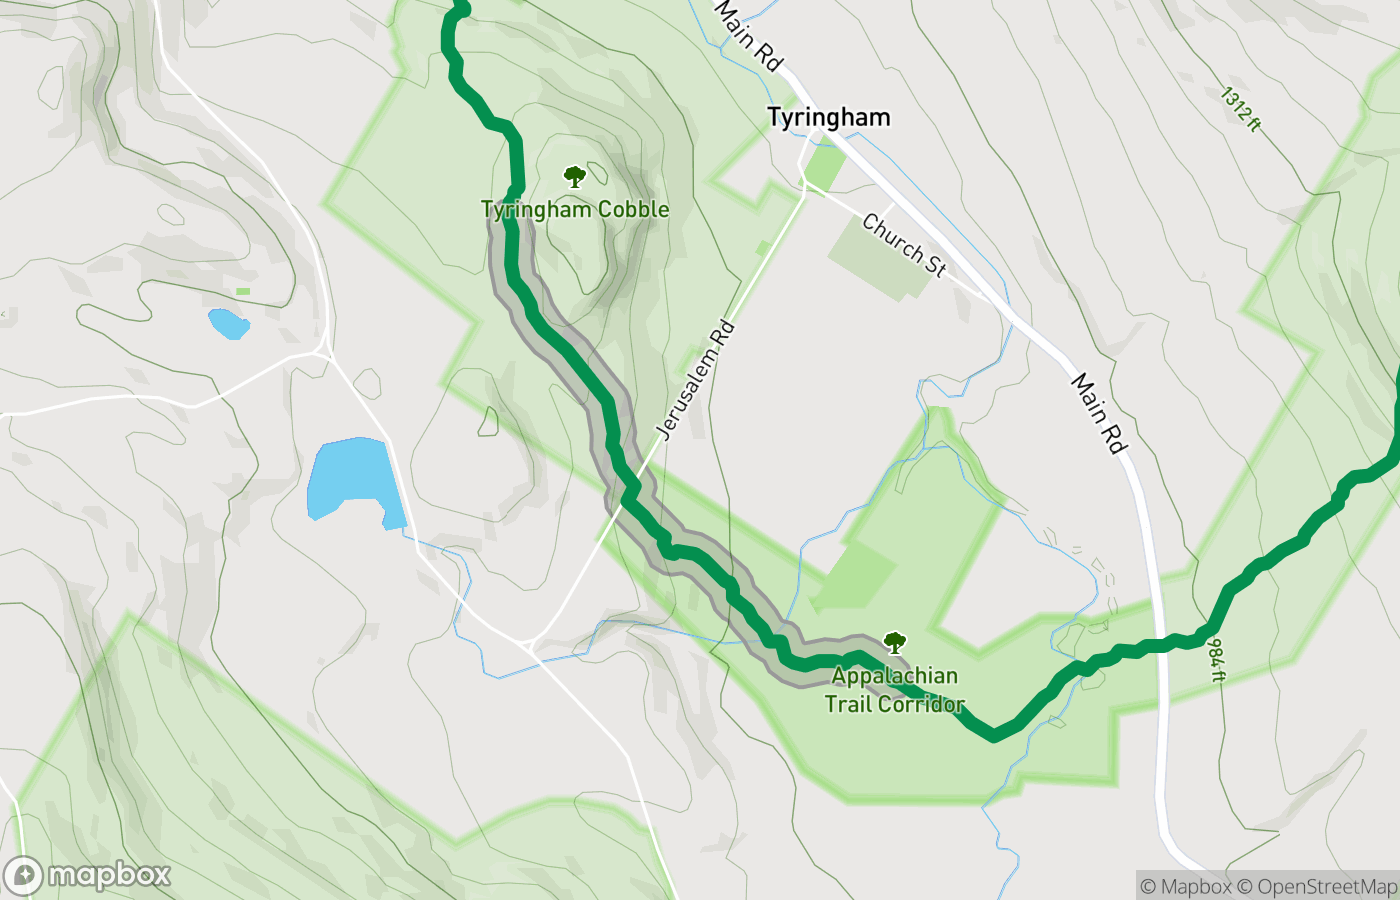 Main Rd
Tyringham
1312 ft
Tyringham Cobble
Church St
Jerusalem Rd
Main Rd
Appalachian
Trail Corridor
984 ft
mapbox
© Mapbox © OpenStreetMap